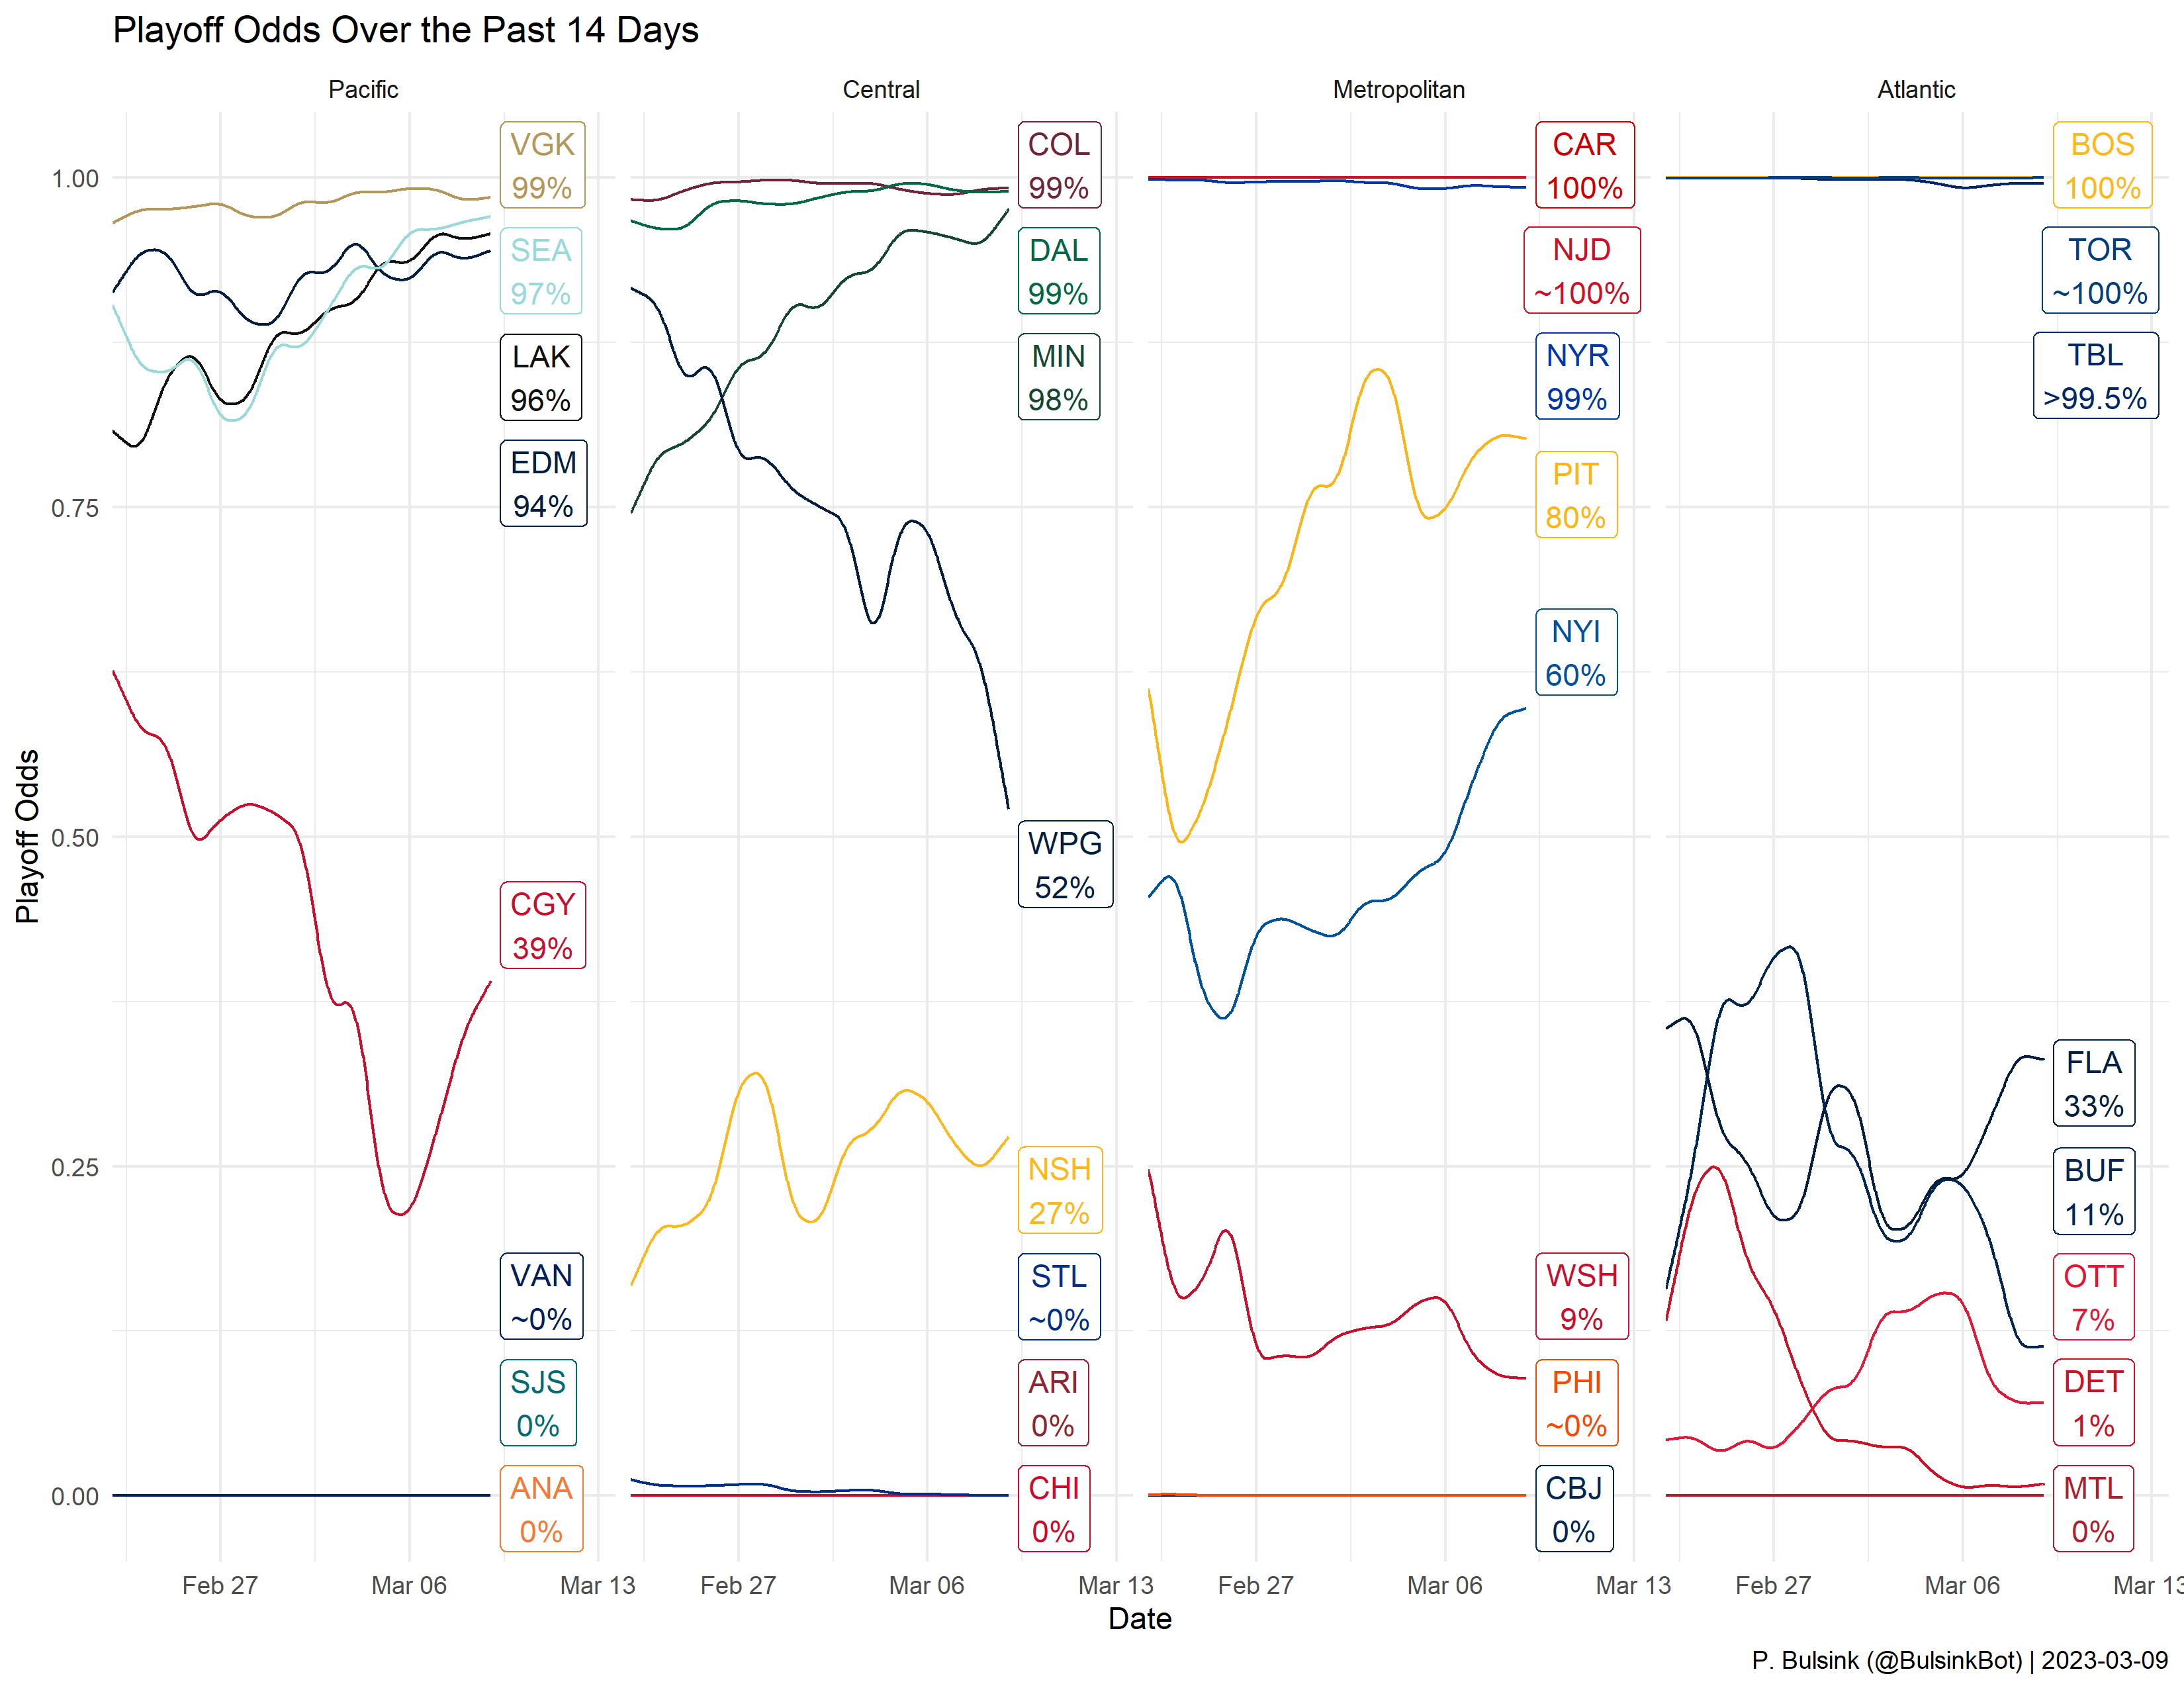 Playoff Odds Over the Past 14 Days
Pacific
Central
Metropolitan
Atlantic
Playoff Odds
1.00
0.75
0.50
0.25
0.00
VGK
99%
SEA
97%
LAK
96%
EDM
94%
CGY
39%
VAN
~0%
SJS
0%
ANA
0%
COL
99%
DAL
99%
MIN
98%
WPG
52%
NSH
27%
STL
~0%
ARI
0%
CHI
0%
CAR
100%
NJD
~100%
NYR
99%
PIT
80%
NYI
60%
WSH
9%
PHI
~0%
CBJ
0%
BOS
100%
TOR
~100%
TBL
>99.5%
FLA
33%
BUF
11%
OTT
7%
DET
1%
MTL
0%
Feb 27
Mar 06
Mar 13
Feb 27
Mar 06
Mar 13
Feb 27
Mar 06
Mar 13
Feb 27
Mar 06
Mar 13
Date
P. Bulsink (@BulsinkBot) | 2023-03-09